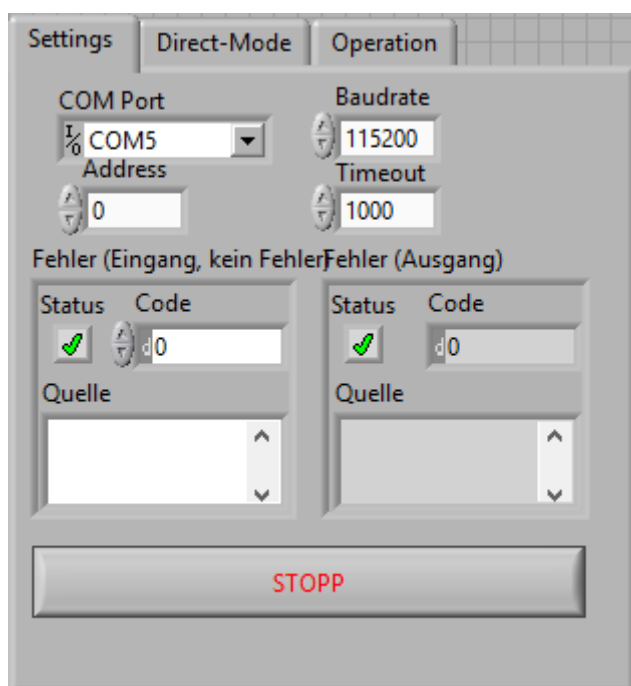 Settings Direct-Mode Operation
COM Port Baudrate
I/O COM5 115200
Address Timeout
0 1000
Fehler (Eingang, kein Fehler) Fehler (Ausgang)
Status Code Status Code
d 0 d 0
Quelle Quelle
STOPP